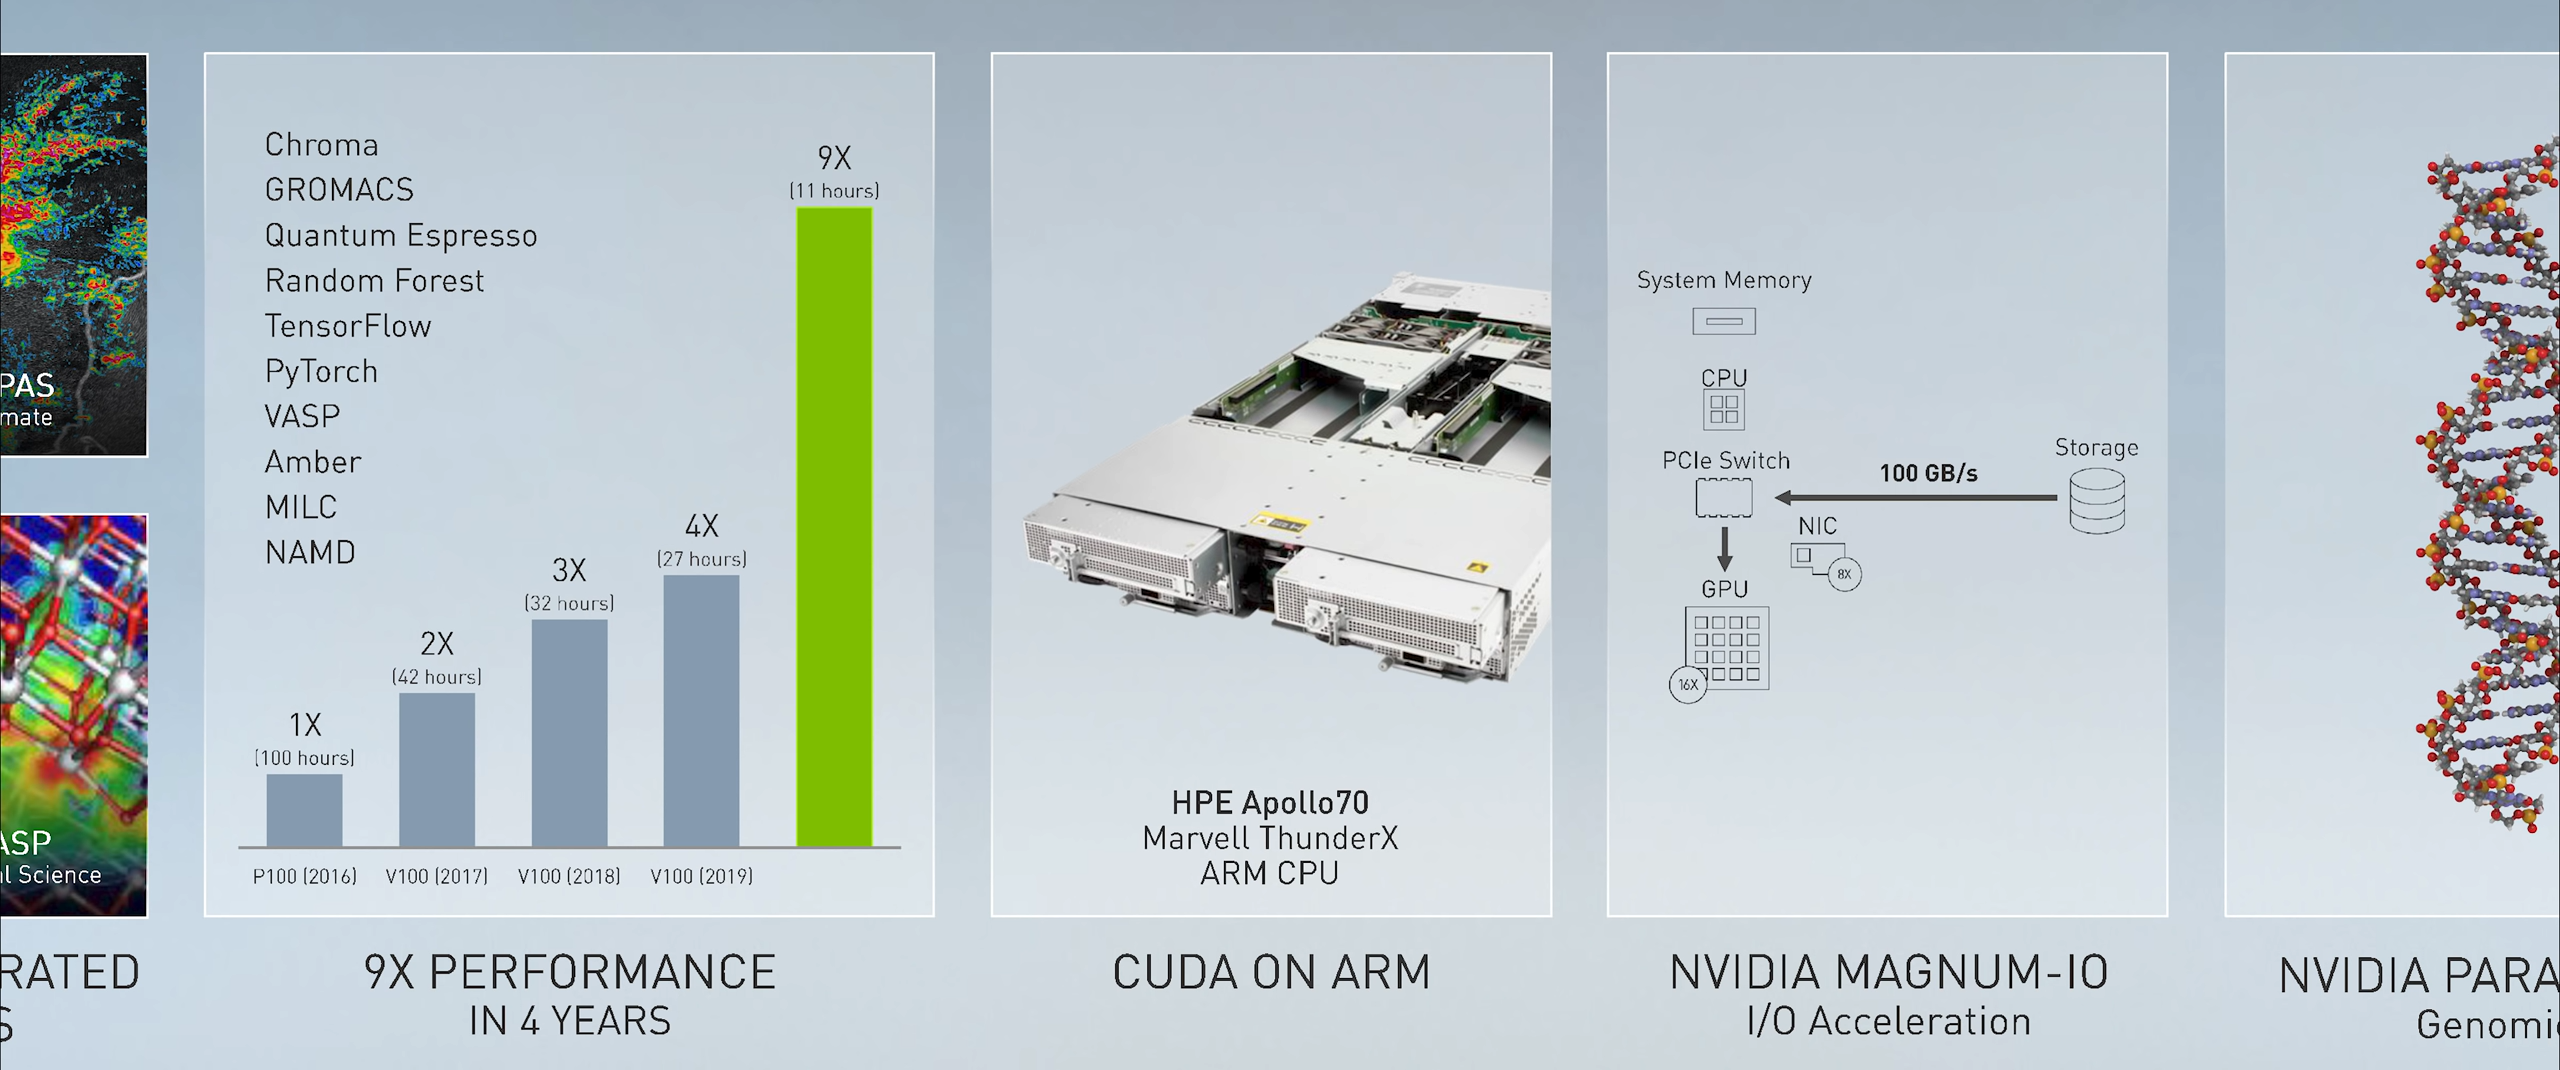 PAS
mate
ASP
l Science
RATED
S
Chroma
GROMACS
Quantum Espresso
Random Forest
TensorFlow
PyTorch
VASP
Amber
MILC
NAMD
1X
(100 hours)
2X
(42 hours)
3X
(32 hours)
4X
(27 hours)
9X
(11 hours)
P100 (2016)
V100 (2017)
V100 (2018)
V100 (2019)
9X PERFORMANCE
IN 4 YEARS
HPE Apollo70
Marvell ThunderX
ARM CPU
CUDA ON ARM
System Memory
CPU
PCIe Switch
100 GB/s
Storage
NIC
8X
GPU
16X
NVIDIA MAGNUM-IO
I/O Acceleration
NVIDIA PARA
Genomic